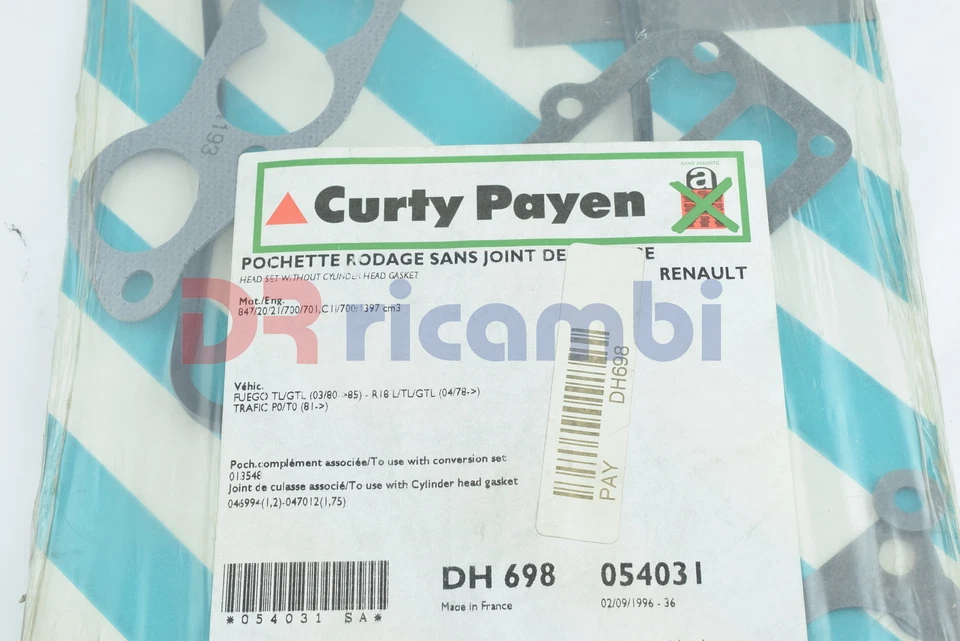 193
SANS AMIANTE
a
Curty Payen
POCHETTE RODAGE SANS JOINT DE
HEAD SET WITHOUT CYLINDER HEAD GASKET
RENAULT
Mot./Eng.
847/20/21/700/701,C1J/700:1397 cm3
DR ricambi
Véhic.
FUEGO TL/GTL (03/80->85) - R18 L/TL/GTL (04/78->)
TRAFIC P0/T0 (81->)
Poch.complément associée/To use with conversion set
013548
Joint de culasse associé/To use with Cylinder head gasket
046994(1,2)-047012(1,75)
PAY DH698
DH 698 054031
*054031 SA*
Made in France
02/09/1996 - 36